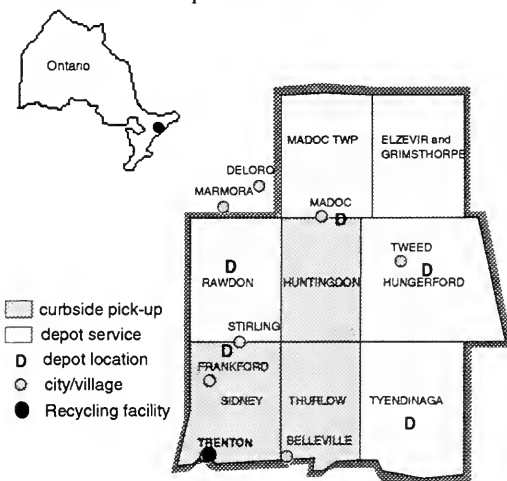 Ontario
MADOC TWP
ELZEVIR and
GRIMSTHORPE
DELORO
MARMORA
MADOC
D
TWEED
D
D
RAWDON
HUNTINGDON
HUNGERFORD
STIRLING
D
FRANKFORD
SIDNEY
THURLOW
TYENDINAGA
D
TRENTON
BELLEVILLE
curbside pick-up
depot service
D depot location
city/village
Recycling facility